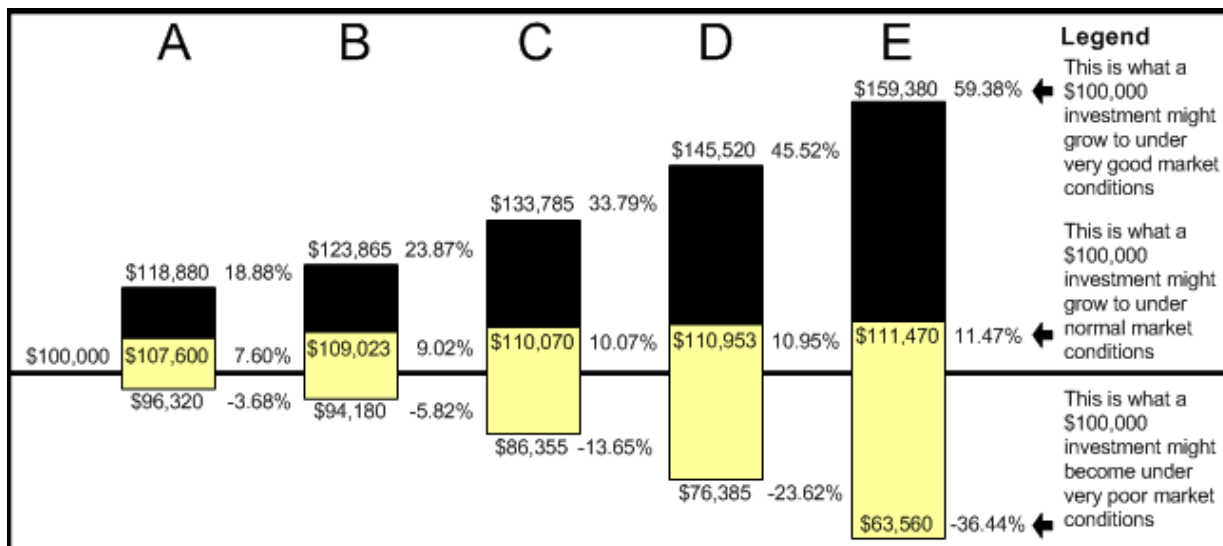 A B C D E
Legend
This is what a
$100,000
investment might
grow to under
very good market
conditions
$159,380 59.38%
$145,520 45.52%
$133,785 33.79%
$123,865 23.87%
$118,880 18.88%
This is what a
$100,000
investment might
grow to under
normal market
conditions
$100,000 $107,600 7.60% $109,023 9.02% $110,070 10.07% $110,953 10.95% $111,470 11.47%
This is what a
$100,000
investment might
become under
very poor market
conditions
$96,320 -3.68%
$94,180 -5.82%
$86,355 -13.65%
$76,385 -23.62%
$63,560 -36.44%